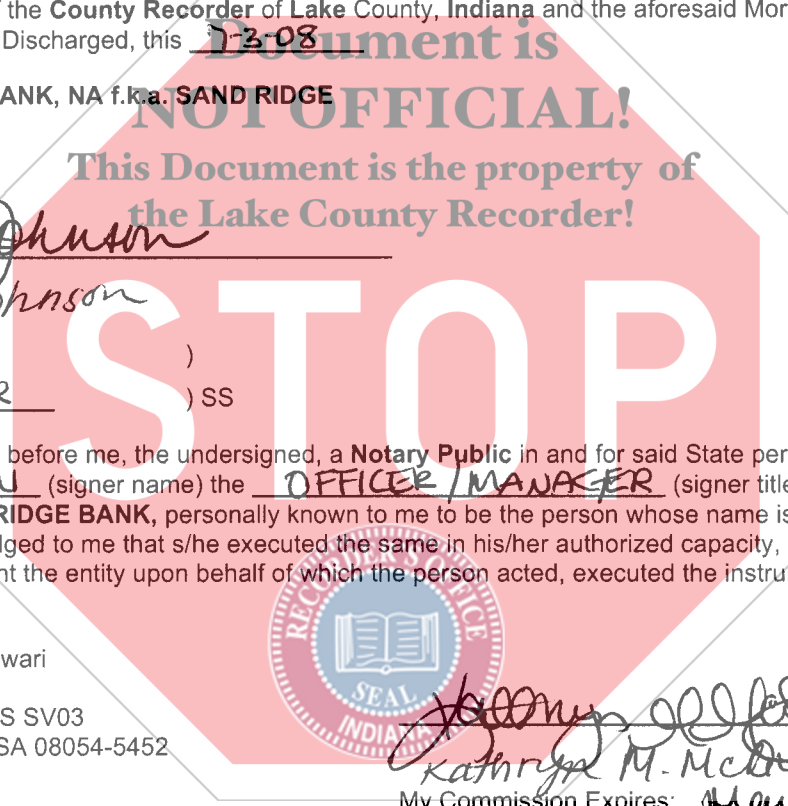 the County Recorder of Lake County, Indiana and the aforesaid Mor
Discharged, this 7-3-08
Document is
ANK, NA f.k.a. SAND RIDGE
NOT OFFICIAL!
This Document is the property of
the Lake County Recorder!
Johnson
Johnson
STOP
)
) SS
before me, the undersigned, a Notary Public in and for said State per
(signer name) the OFFICER/MANAGER (signer title
RIDGE BANK, personally known to me to be the person whose name is
dged to me that s/he executed the same in his/her authorized capacity,
nt the entity upon behalf of which the person acted, executed the instru
RECORDER'S OFFICE
SEAL
INDIANA
wari
S SV03
SA 08054-5452
Kathryn M.
My Commission Expires: